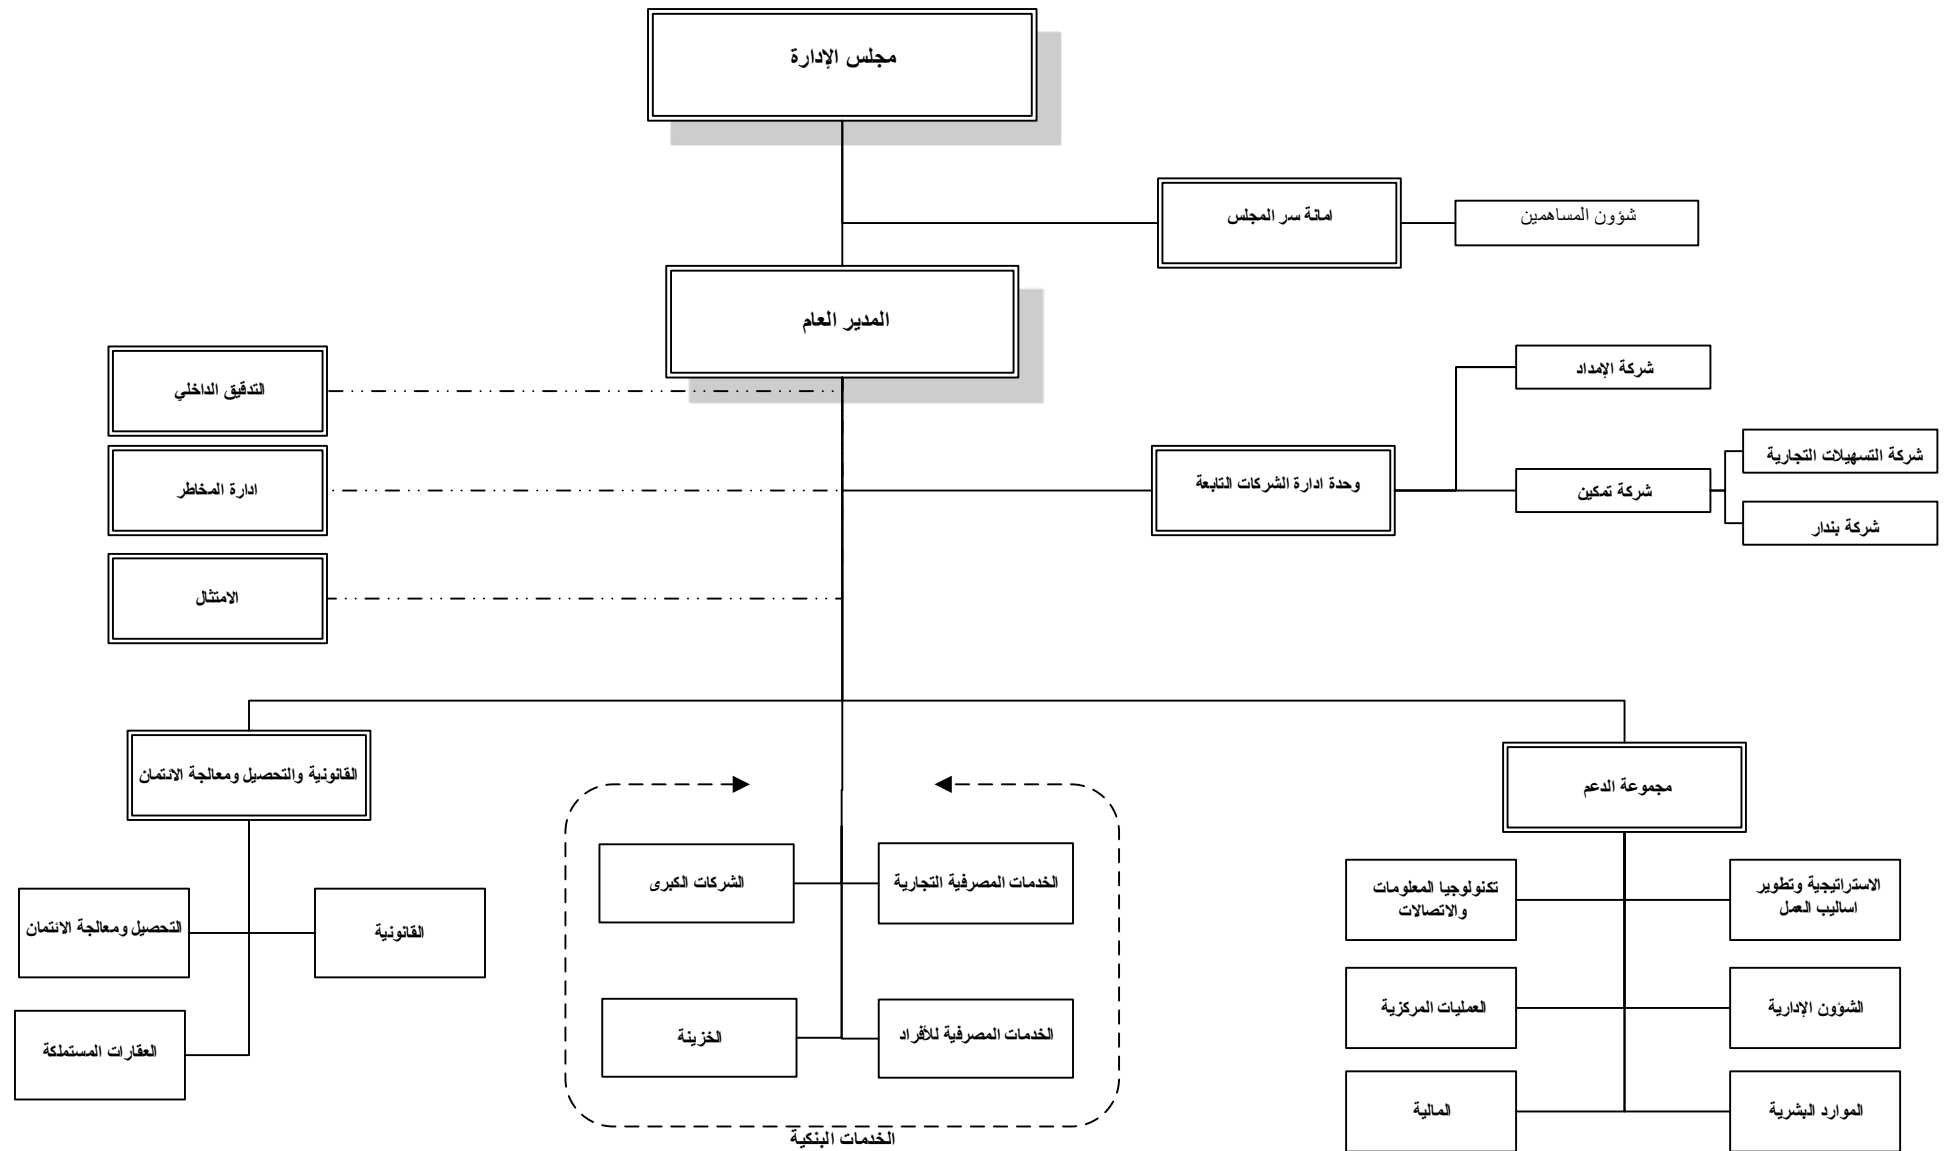 مجلس الإدارة
امانة سر المجلس
شؤون المساهمين
المدير العام
التدقيق الداخلي
ادارة المخاطر
الامتثال
وحدة ادارة الشركات التابعة
شركة الإمداد
شركة تمكين
شركة التسهيلات التجارية
شركة بندار
القانونية والتحصيل ومعالجة الائتمان
القانونية
التحصيل ومعالجة الائتمان
العقارات المستملكة
الخدمات المصرفية التجارية
الشركات الكبرى
الخدمات المصرفية للأفراد
الخزينة
الخدمات البنكية
مجموعة الدعم
الاستراتيجية وتطوير
اساليب العمل
تكنولوجيا المعلومات
والاتصالات
الشؤون الإدارية
العمليات المركزية
الموارد البشرية
المالية